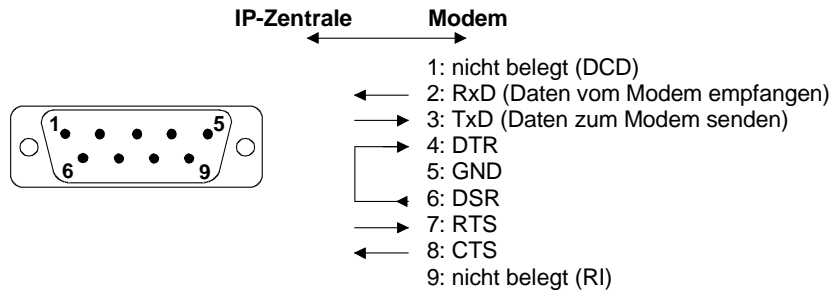 IP-Zentrale Modem
1: nicht belegt (DCD)
2: RxD (Daten vom Modem empfangen)
3: TxD (Daten zum Modem senden)
4: DTR
5: GND
6: DSR
7: RTS
8: CTS
9: nicht belegt (RI)
1 5
6 9